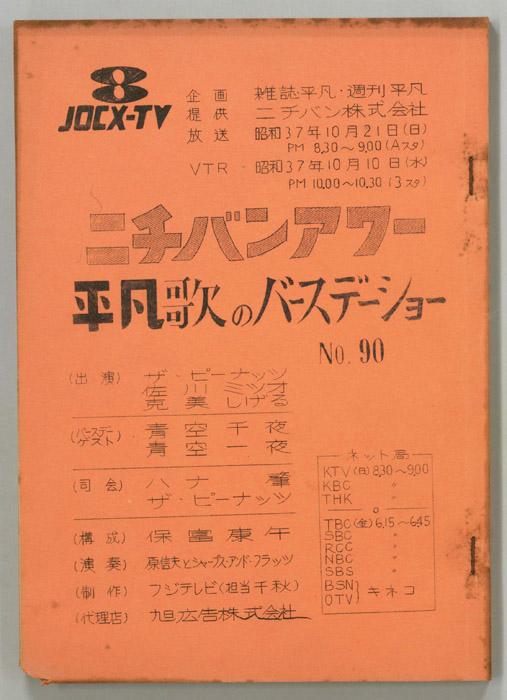 8
JOCX-TV
企画 雑誌平凡・週刊平凡
提供 ニチバン株式会社
放送 昭和37年10月21日(日)
PM 8.30〜9.00(Aスタ)
VTR 昭和37年10月10日(水)
PM 10.00〜10.30(3スタ)
ニチバンアワー
平凡歌のバースデーショー
No. 90
(出演) ザ・ピーナッツ
佐川ミツオ
克美しげる
(バースデーゲスト) 青空千夜
青空一夜
(司会) ハナ肇
ザ・ピーナッツ
(構成) 保富康午
(演奏) 原信夫とシャープス・アンド・フラッツ
(制作) フジテレビ(担当千秋)
(代理店) 旭広告株式会社
ネット局
KTV (日) 8.30〜9.00
KBC 〃
THK 〃
TBC (金) 6.15〜6.45
SBC 〃
RCC 〃
NBC 〃
SBS 〃
BSN
OTV } キネコ